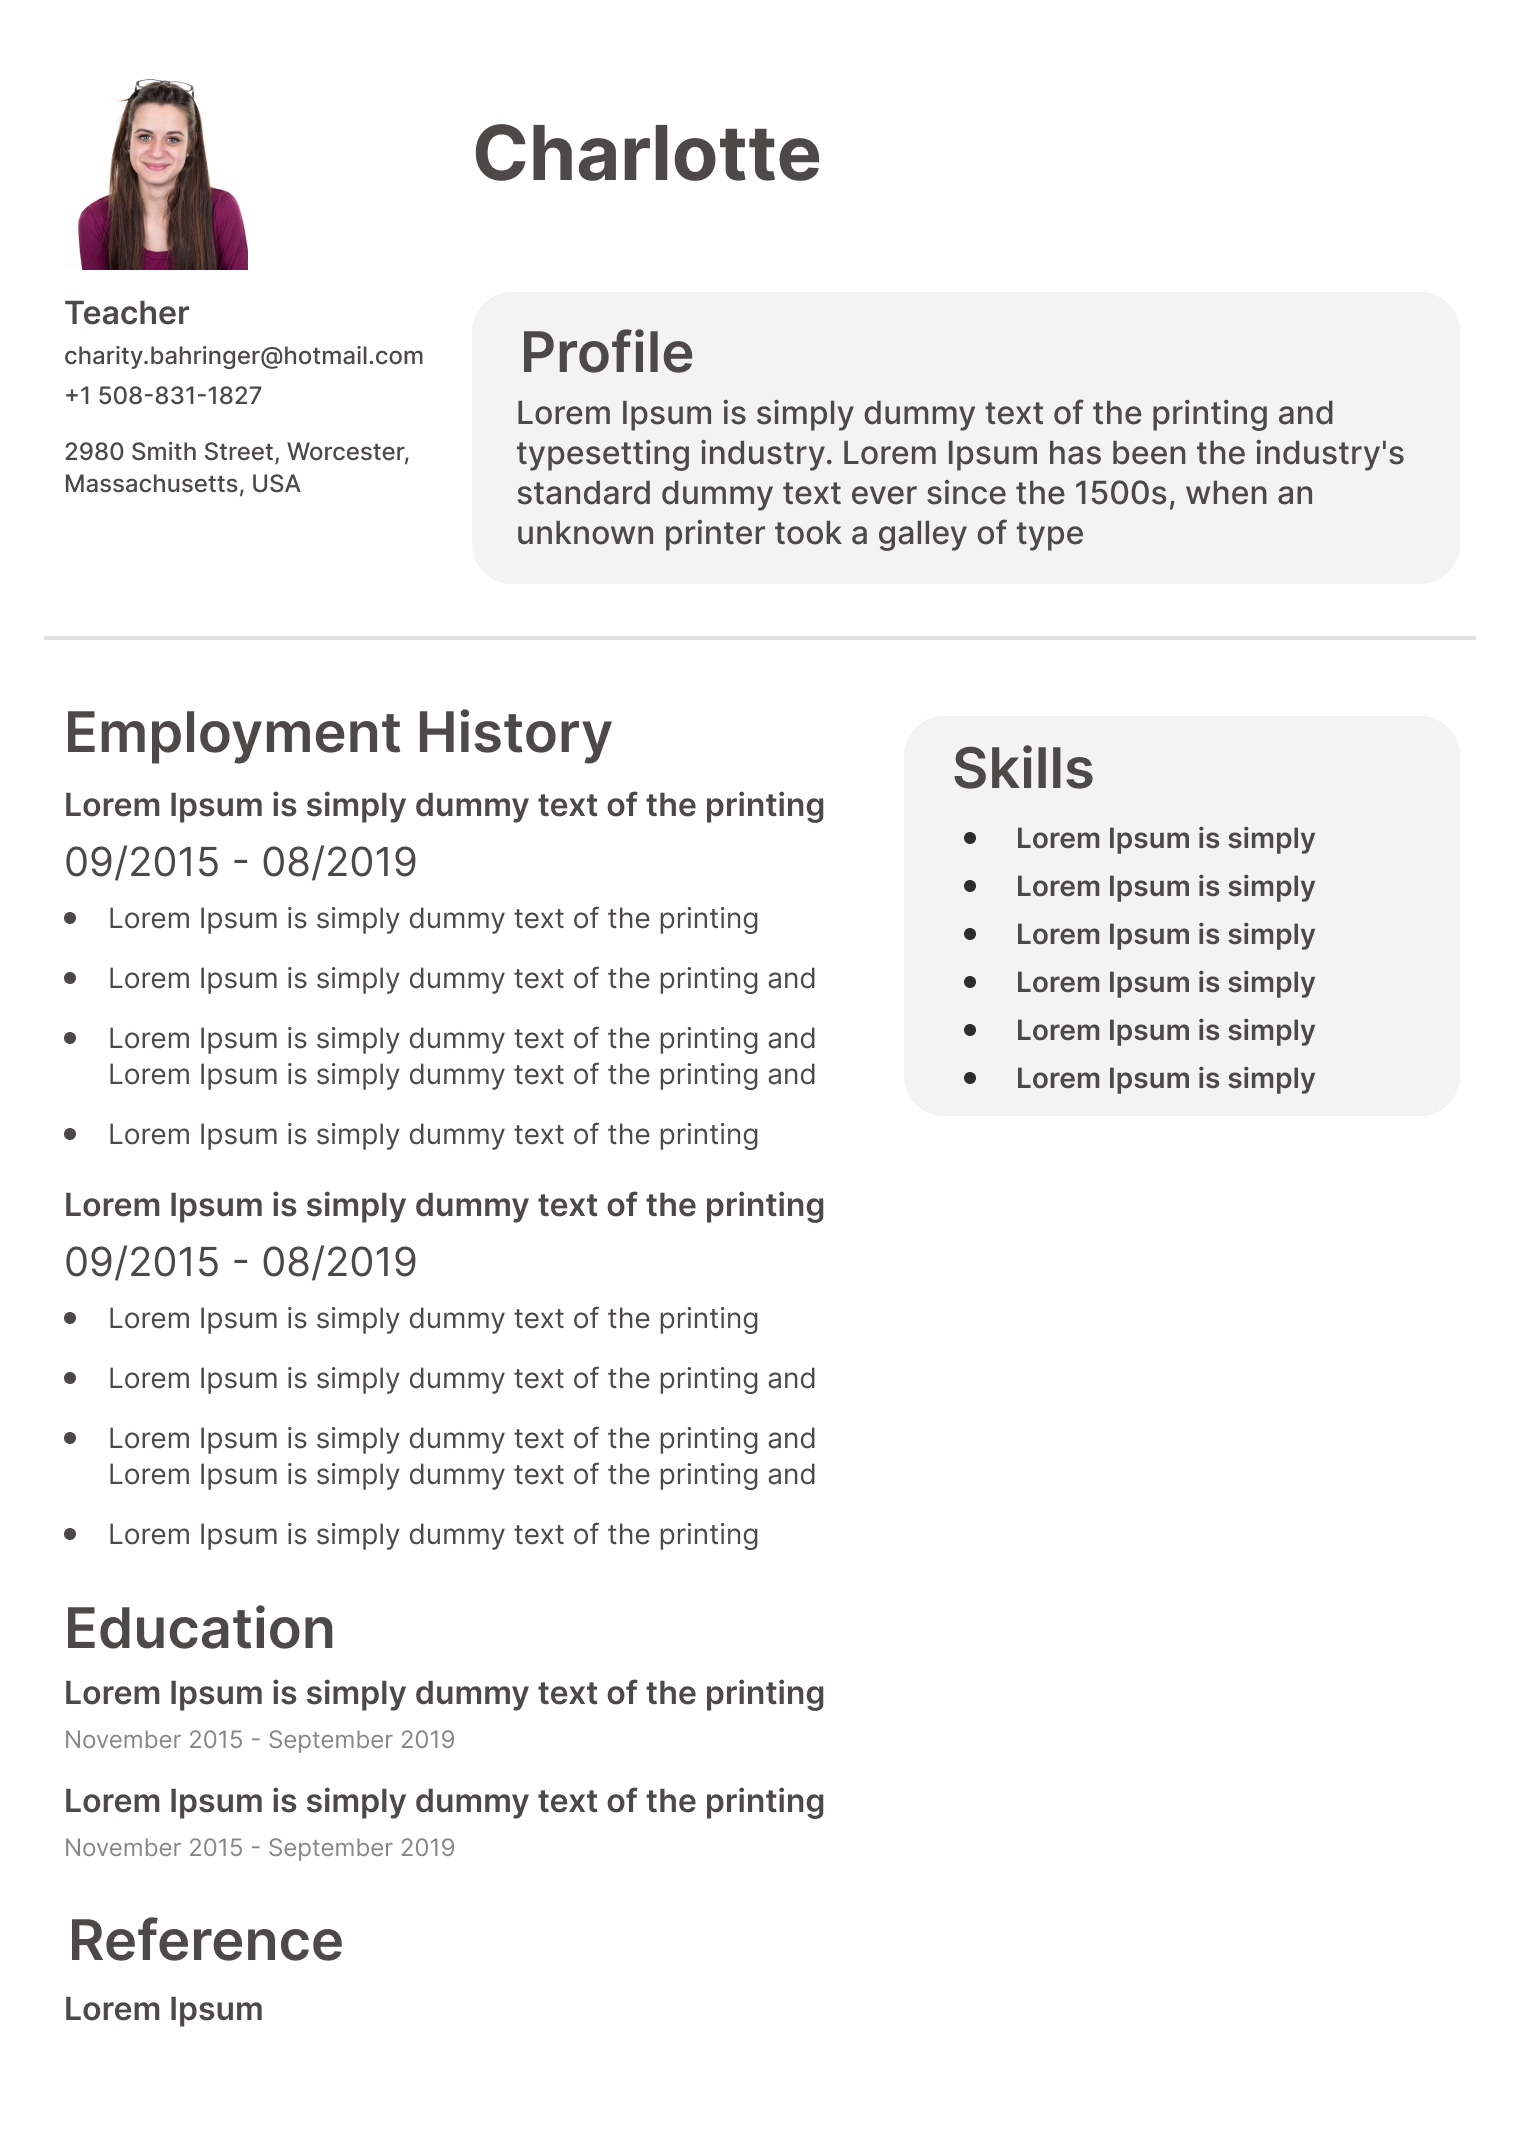 Charlotte
Teacher
charity.bahringer@hotmail.com
+1 508-831-1827
2980 Smith Street, Worcester,
Massachusetts, USA
Profile
Lorem Ipsum is simply dummy text of the printing and
typesetting industry. Lorem Ipsum has been the industry's
standard dummy text ever since the 1500s, when an
unknown printer took a galley of type
Employment History
Lorem Ipsum is simply dummy text of the printing
09/2015 - 08/2019
• Lorem Ipsum is simply dummy text of the printing
• Lorem Ipsum is simply dummy text of the printing and
• Lorem Ipsum is simply dummy text of the printing and
Lorem Ipsum is simply dummy text of the printing and
• Lorem Ipsum is simply dummy text of the printing
Lorem Ipsum is simply dummy text of the printing
09/2015 - 08/2019
• Lorem Ipsum is simply dummy text of the printing
• Lorem Ipsum is simply dummy text of the printing and
• Lorem Ipsum is simply dummy text of the printing and
Lorem Ipsum is simply dummy text of the printing and
• Lorem Ipsum is simply dummy text of the printing
Education
Lorem Ipsum is simply dummy text of the printing
November 2015 - September 2019
Lorem Ipsum is simply dummy text of the printing
November 2015 - September 2019
Reference
Lorem Ipsum
Skills
• Lorem Ipsum is simply
• Lorem Ipsum is simply
• Lorem Ipsum is simply
• Lorem Ipsum is simply
• Lorem Ipsum is simply
• Lorem Ipsum is simply